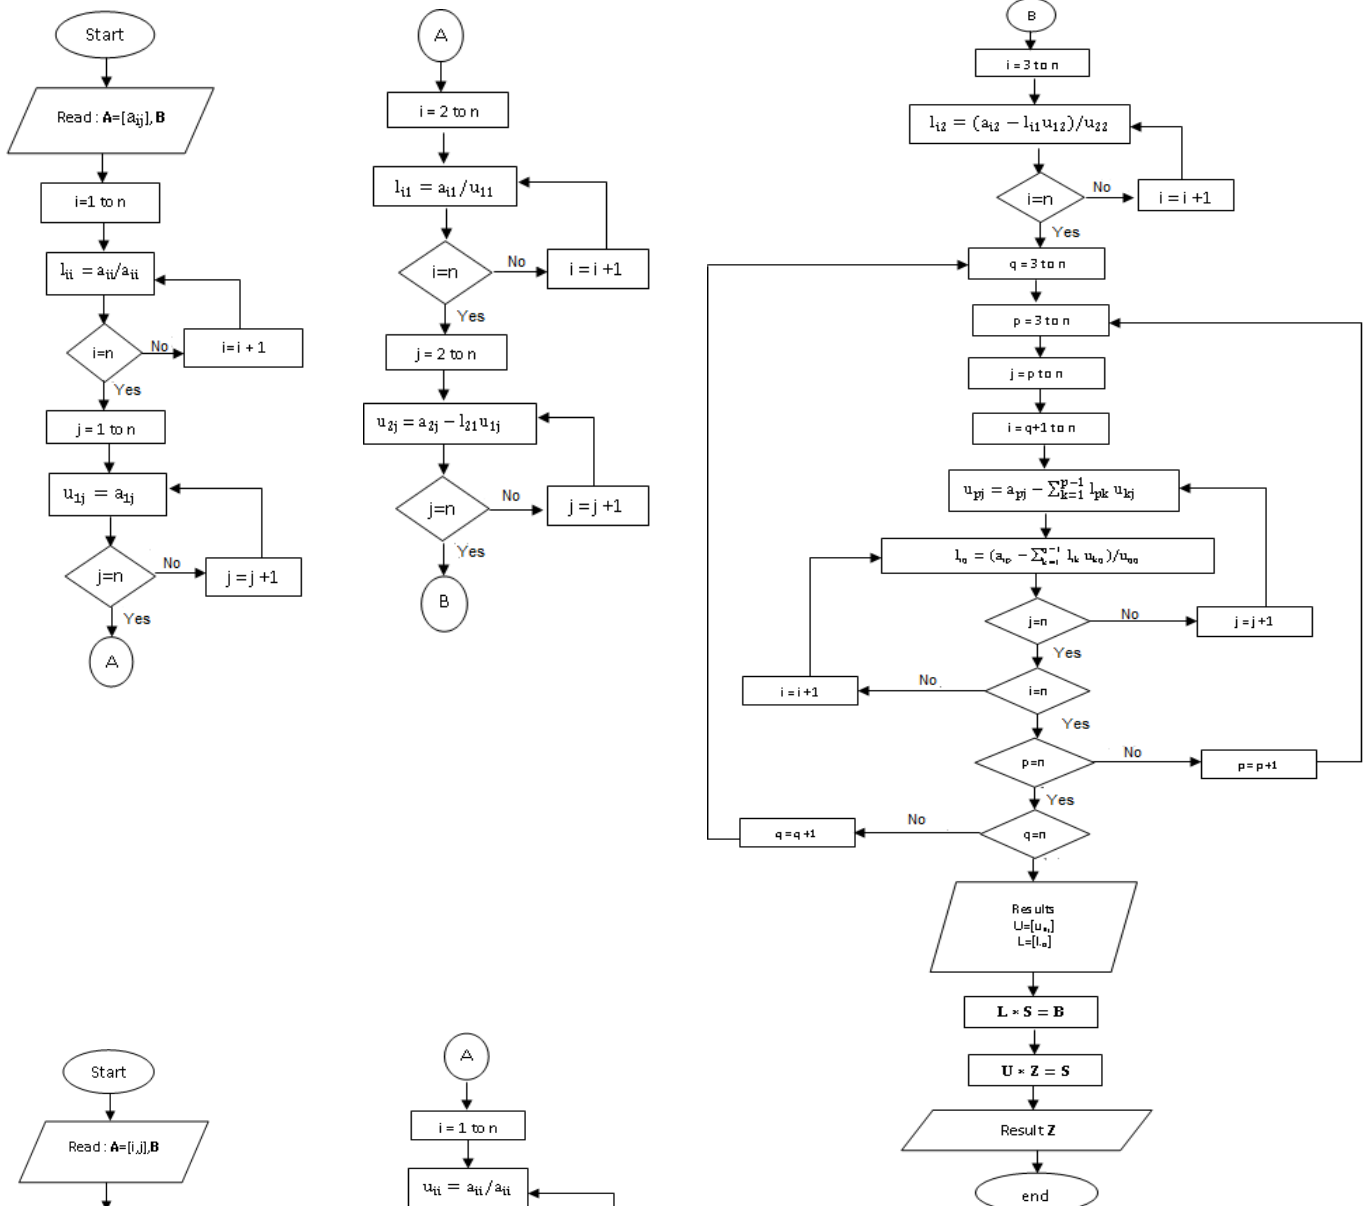 Start
Read : A=[aij], B
i=1 to n
lii = aii/aii
i=n
No
i= i + 1
Yes
j = 1 to n
u1j = a1j
j=n
No
j = j +1
Yes
A
A
i = 2 to n
li1 = ai1/u11
i=n
No
i = i +1
Yes
j = 2 to n
u2j = a2j − l21u1j
j=n
No
j = j +1
Yes
B
B
i = 3 to n
li2 = (ai2 − li1u12)/u22
i=n
No
i = i +1
Yes
q = 3 to n
p = 3 to n
j = p to n
i = q+1 to n
upj = apj − ∑k=1p−1 lpk ukj
j=n
No
j = j +1
Yes
i=n
No
i = i +1
Yes
p=n
No
p = p +1
Yes
q=n
No
q = q +1
Results
L ∗ S = B
U ∗ Z = S
Result Z
end
Start
Read : A=[i,j],B
A
i = 1 to n
uii = aii/aii